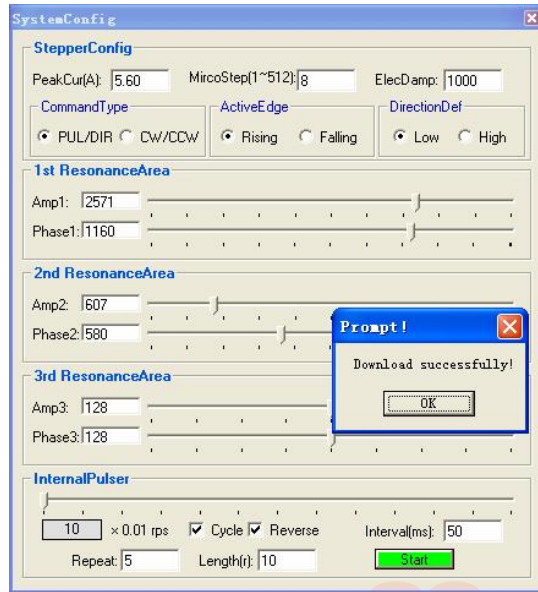 SystemConfig
StepperConfig
PeakCur(A): 5.60 MircoStep(1~512): 8 ElecDamp: 1000
CommandType ActiveEdge DirectionDef
PUL/DIR CW/CCW Rising Falling Low High
1st ResonanceArea
Amp1: 2571
Phase1: 1160
2nd ResonanceArea
Amp2: 607
Phase2: 580
Prompt!
Download successfully!
OK
3rd ResonanceArea
Amp3: 128
Phase3: 128
InternalPulser
10 × 0.01 rps Cycle Reverse Interval(ms): 50
Repeat: 5 Length(r): 10 Start